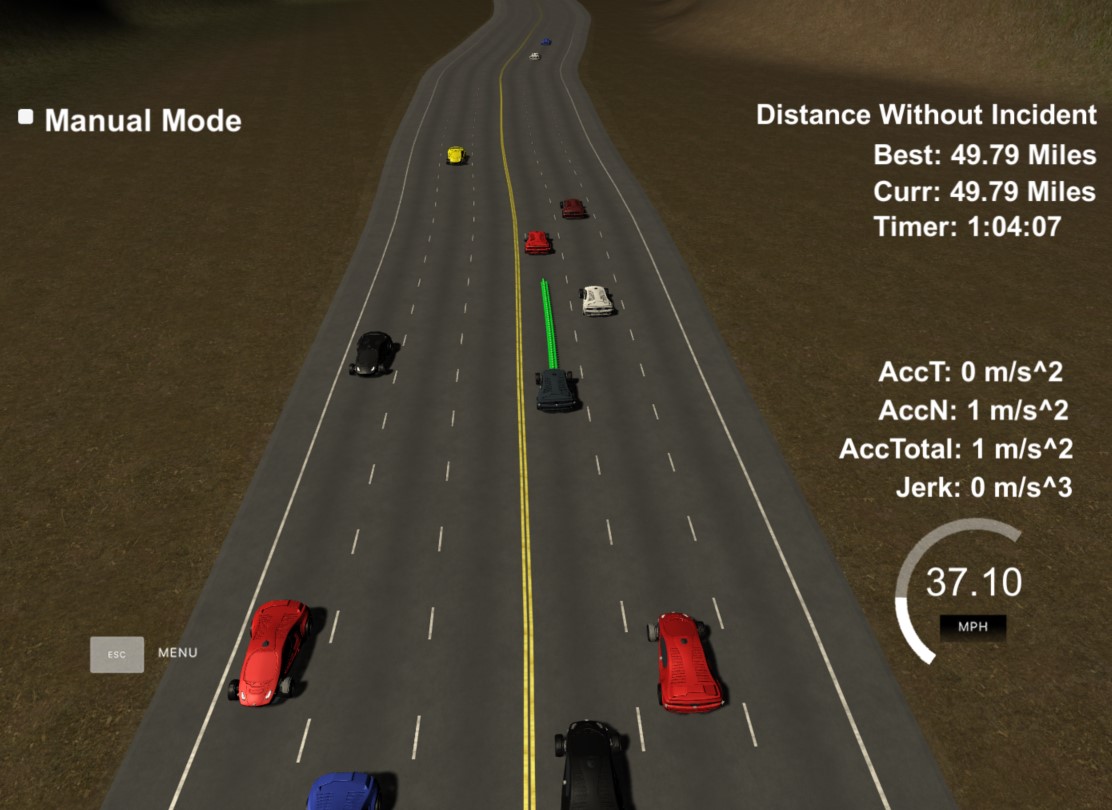 Manual Mode
Distance Without Incident
Best: 49.79 Miles
Curr: 49.79 Miles
Timer: 1:04:07
AccT: 0 m/s^2
AccN: 1 m/s^2
AccTotal: 1 m/s^2
Jerk: 0 m/s^3
37.10
MPH
ESC MENU